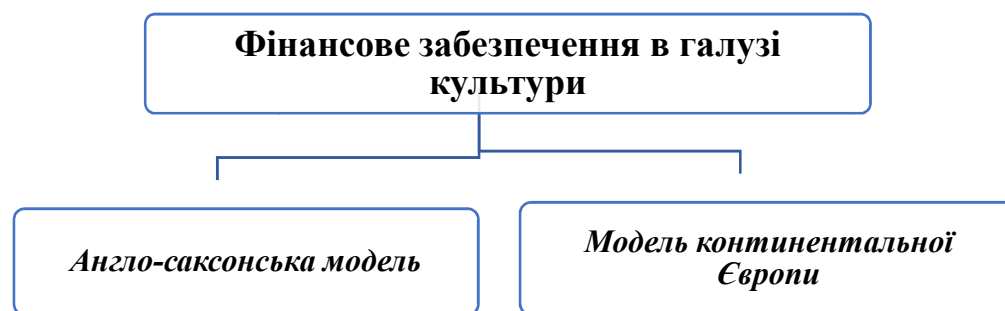 Фінансове забезпечення в галузі
культури
Англо-саксонська модель
Модель континентальної
Європи